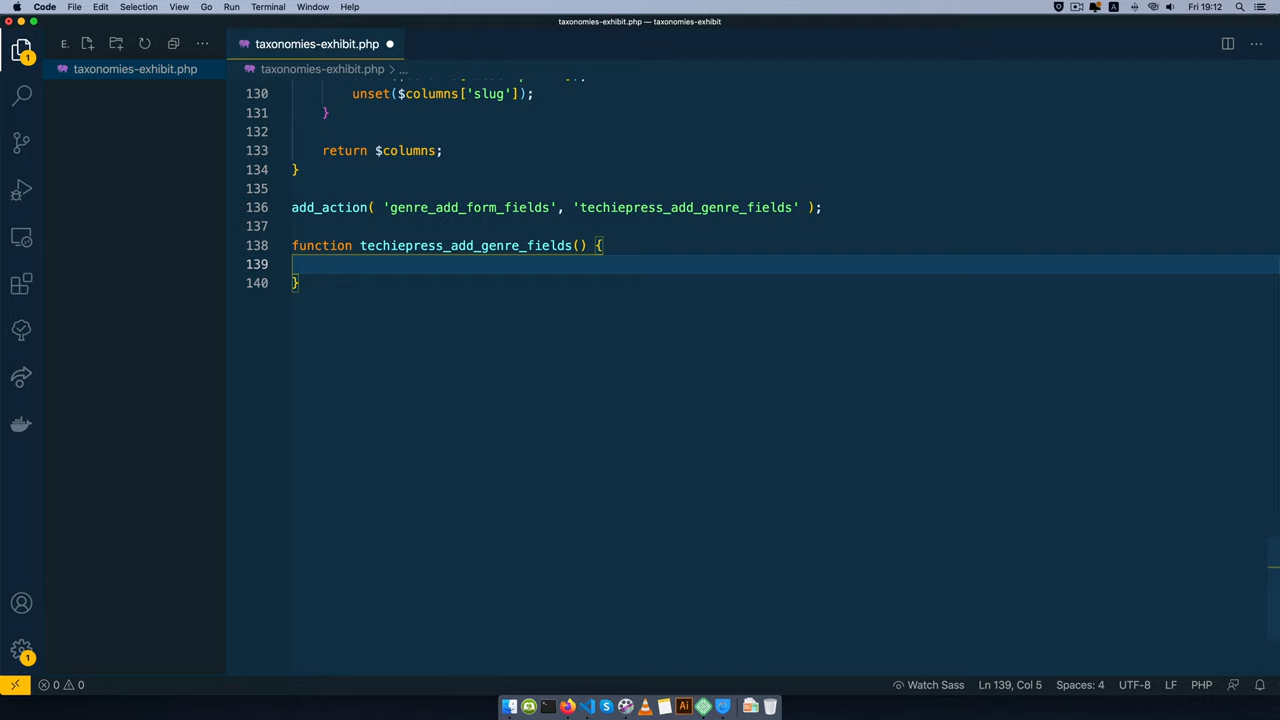 Code File Edit Selection View Go Run Terminal Window Help
A Fri 19:12
taxonomies-exhibit.php — taxonomies-exhibit
E.
taxonomies-exhibit.php
taxonomies-exhibit.php
taxonomies-exhibit.php > ...
130 unset($columns['slug']);
131 }
132
133 return $columns;
134 }
135
136 add_action( 'genre_add_form_fields', 'techiepress_add_genre_fields' );
137
138 function techiepress_add_genre_fields() {
139
140 }
1
1
0 0
Watch Sass Ln 139, Col 5 Spaces: 4 UTF-8 LF PHP
Ai